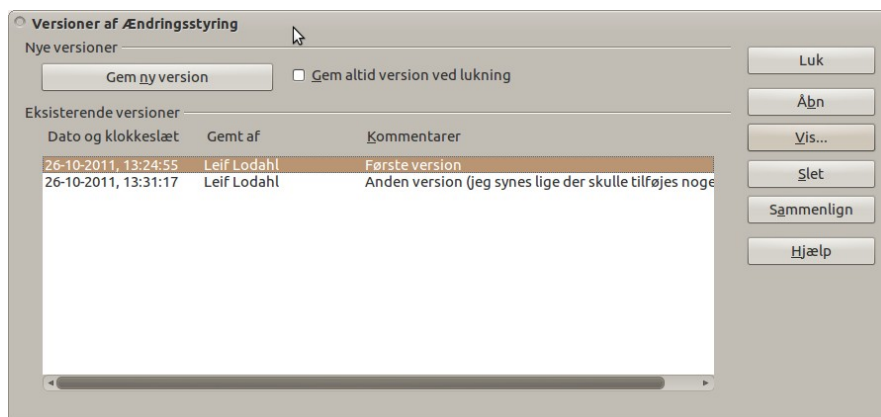 Versioner af Ændringsstyring
Nye versioner
Gem ny version
Gem altid version ved lukning
Eksisterende versioner
Dato og klokkeslæt Gemt af Kommentarer
26-10-2011, 13:24:55 Leif Lodahl Første version
26-10-2011, 13:31:17 Leif Lodahl Anden version (jeg synes lige der skulle tilføjes noge
Luk
Åbn
Vis...
Slet
Sammenlign
Hjælp